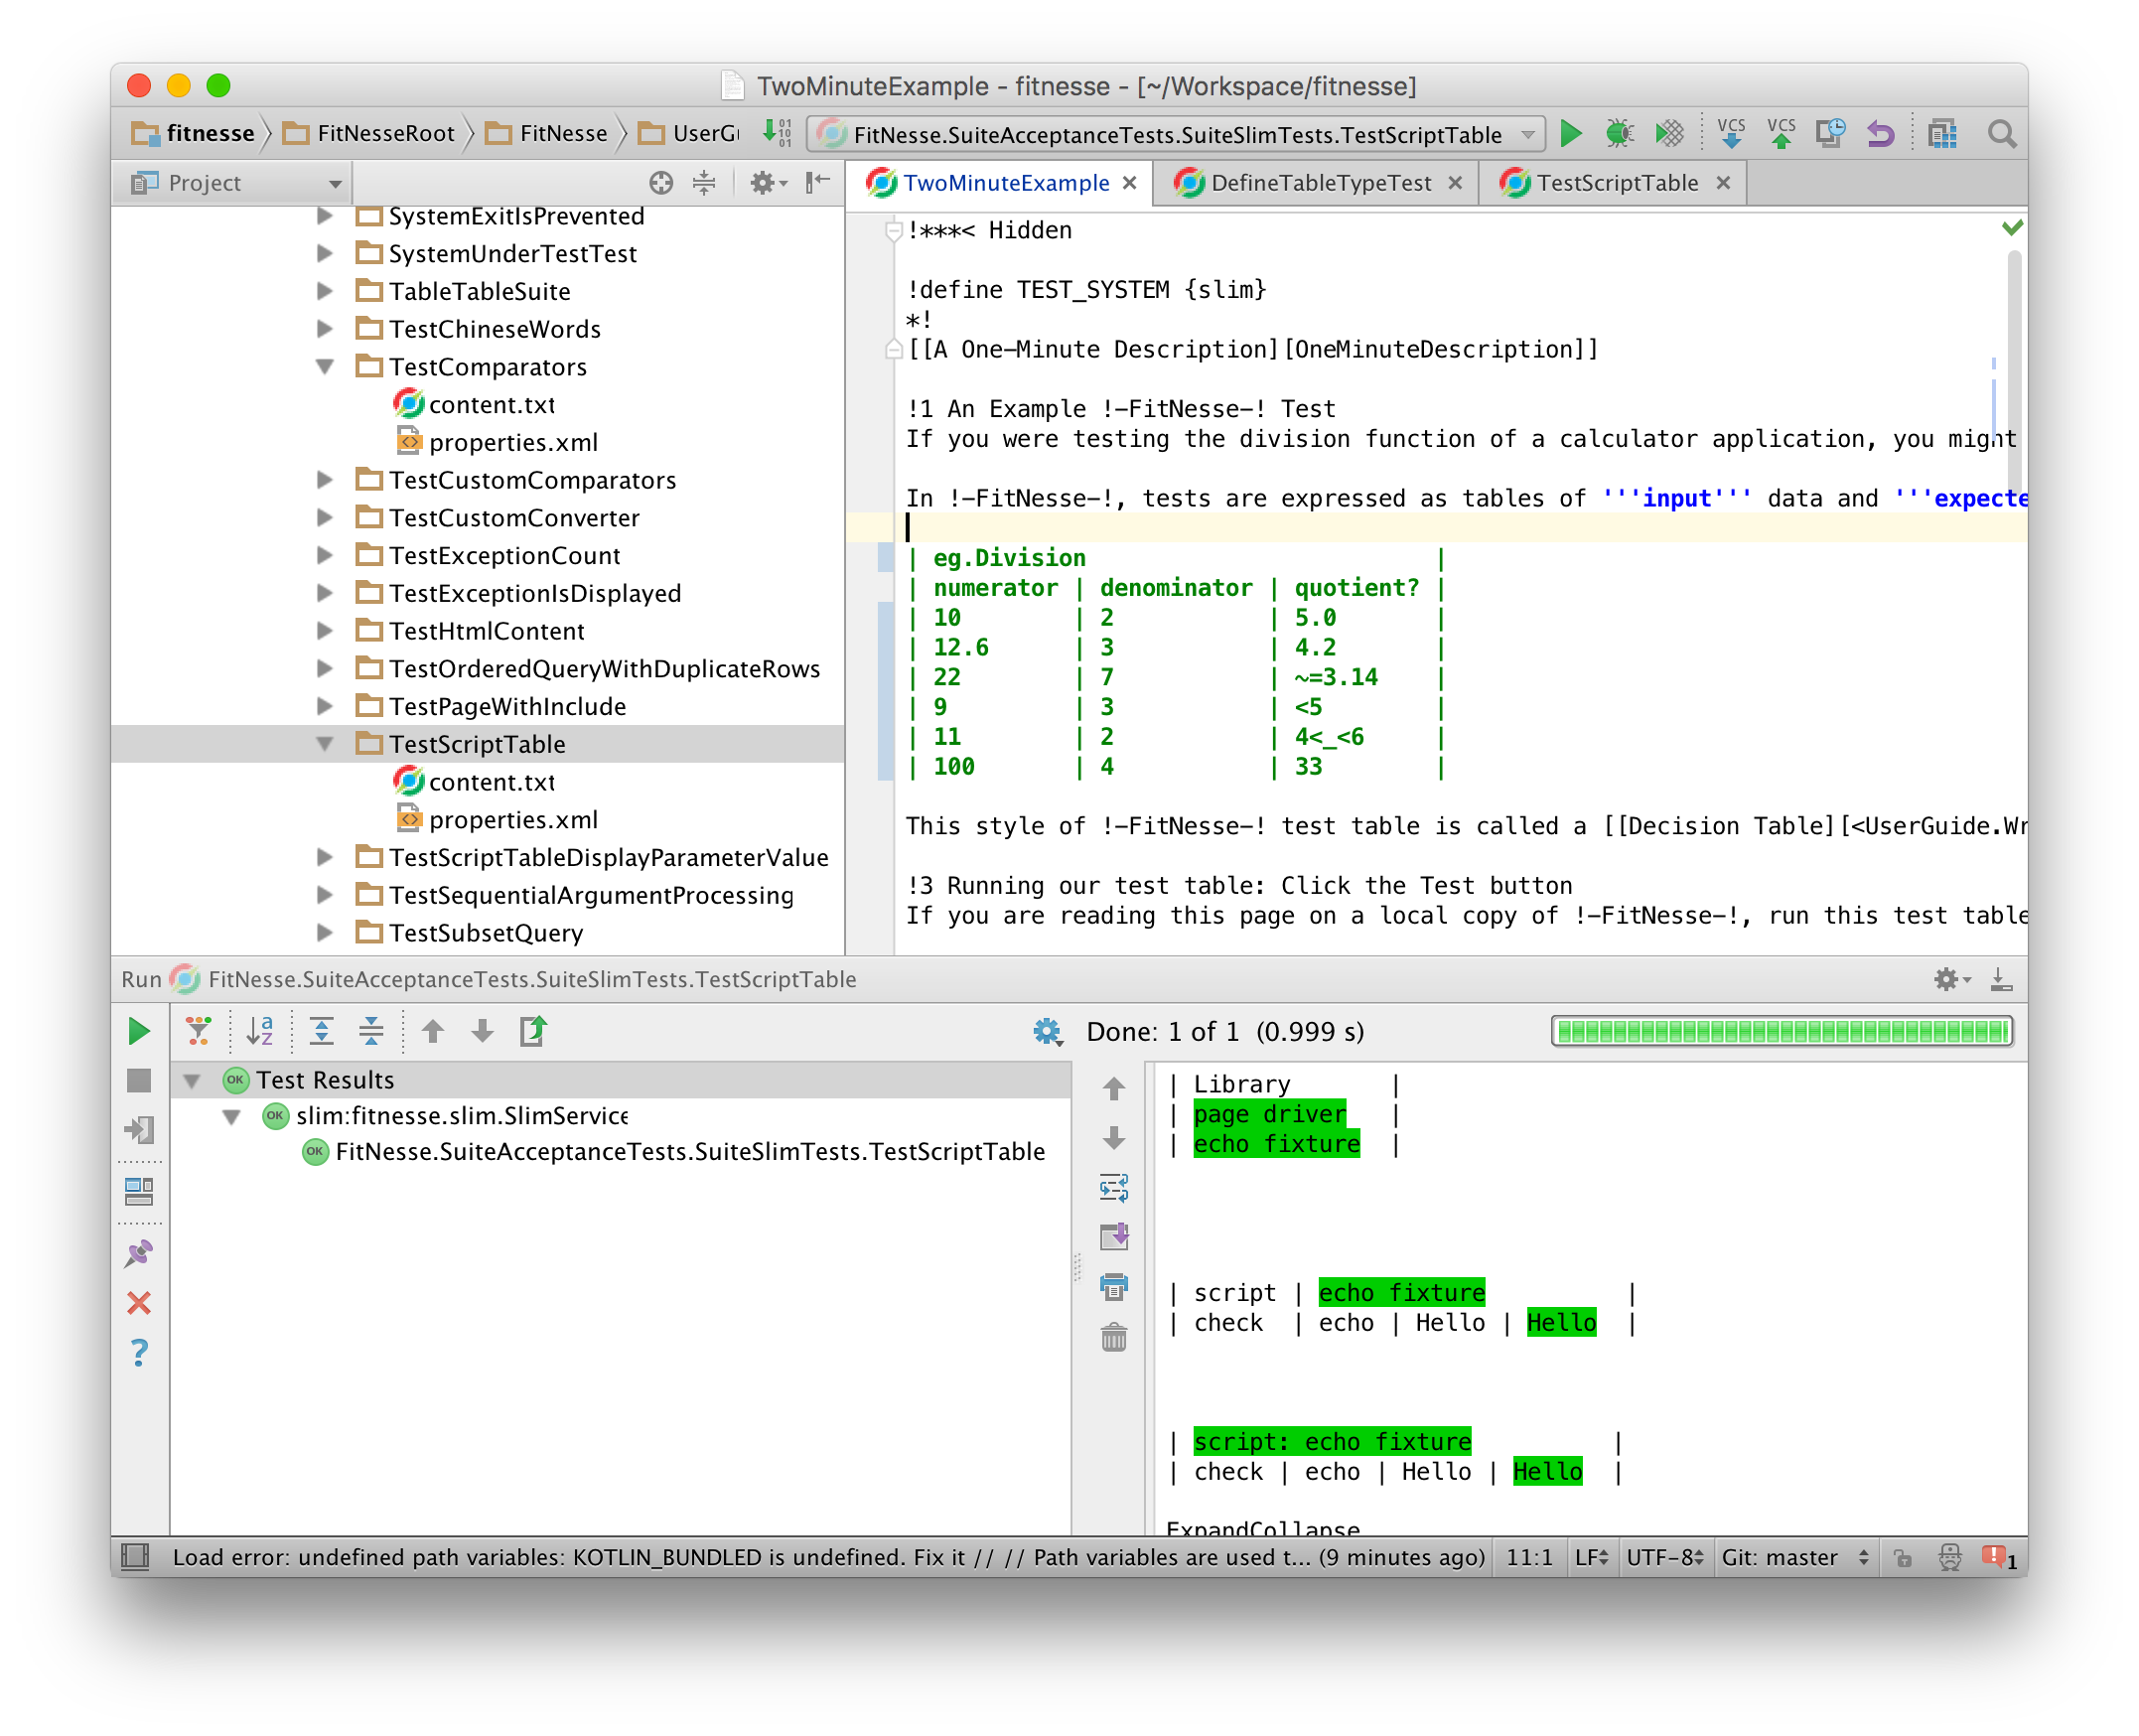 TwoMinuteExample - fitnesse - [~/Workspace/fitnesse]
fitnesse FitNesseRoot FitNesse UserGu FitNesse.SuiteAcceptanceTests.SuiteSlimTests.TestScriptTable VCS VCS
Project
TwoMinuteExample DefineTableTypeTest TestScriptTable
SystemExitIsPrevented
SystemUnderTestTest
TableTableSuite
TestChineseWords
TestComparators
content.txt
properties.xml
TestCustomComparators
TestCustomConverter
TestExceptionCount
TestExceptionIsDisplayed
TestHtmlContent
TestOrderedQueryWithDuplicateRows
TestPageWithInclude
TestScriptTable
content.txt
properties.xml
TestScriptTableDisplayParameterValue
TestSequentialArgumentProcessing
TestSubsetQuery
!***< Hidden
!define TEST_SYSTEM {slim}
*!
[[A One-Minute Description][OneMinuteDescription]]
!1 An Example !-FitNesse-! Test
If you were testing the division function of a calculator application, you might
In !-FitNesse-!, tests are expressed as tables of '''input''' data and '''expecte
| eg.Division |
| numerator | denominator | quotient? |
| 10 | 2 | 5.0 |
| 12.6 | 3 | 4.2 |
| 22 | 7 | ~=3.14 |
| 9 | 3 | <5 |
| 11 | 2 | 4<_<6 |
| 100 | 4 | 33 |
This style of !-FitNesse-! test table is called a [[Decision Table][<UserGuide.Wr
!3 Running our test table: Click the Test button
If you are reading this page on a local copy of !-FitNesse-!, run this test table
Run FitNesse.SuiteAcceptanceTests.SuiteSlimTests.TestScriptTable
Done: 1 of 1 (0.999 s)
OK Test Results
OK slim:fitnesse.slim.SlimService
OK FitNesse.SuiteAcceptanceTests.SuiteSlimTests.TestScriptTable
| Library |
| page driver |
| echo fixture |
| script | echo fixture |
| check | echo | Hello | Hello |
| script: echo fixture |
| check | echo | Hello | Hello |
ExpandCollapse
Load error: undefined path variables: KOTLIN_BUNDLED is undefined. Fix it // // Path variables are used t... (9 minutes ago) 11:1 LF UTF-8 Git: master 1